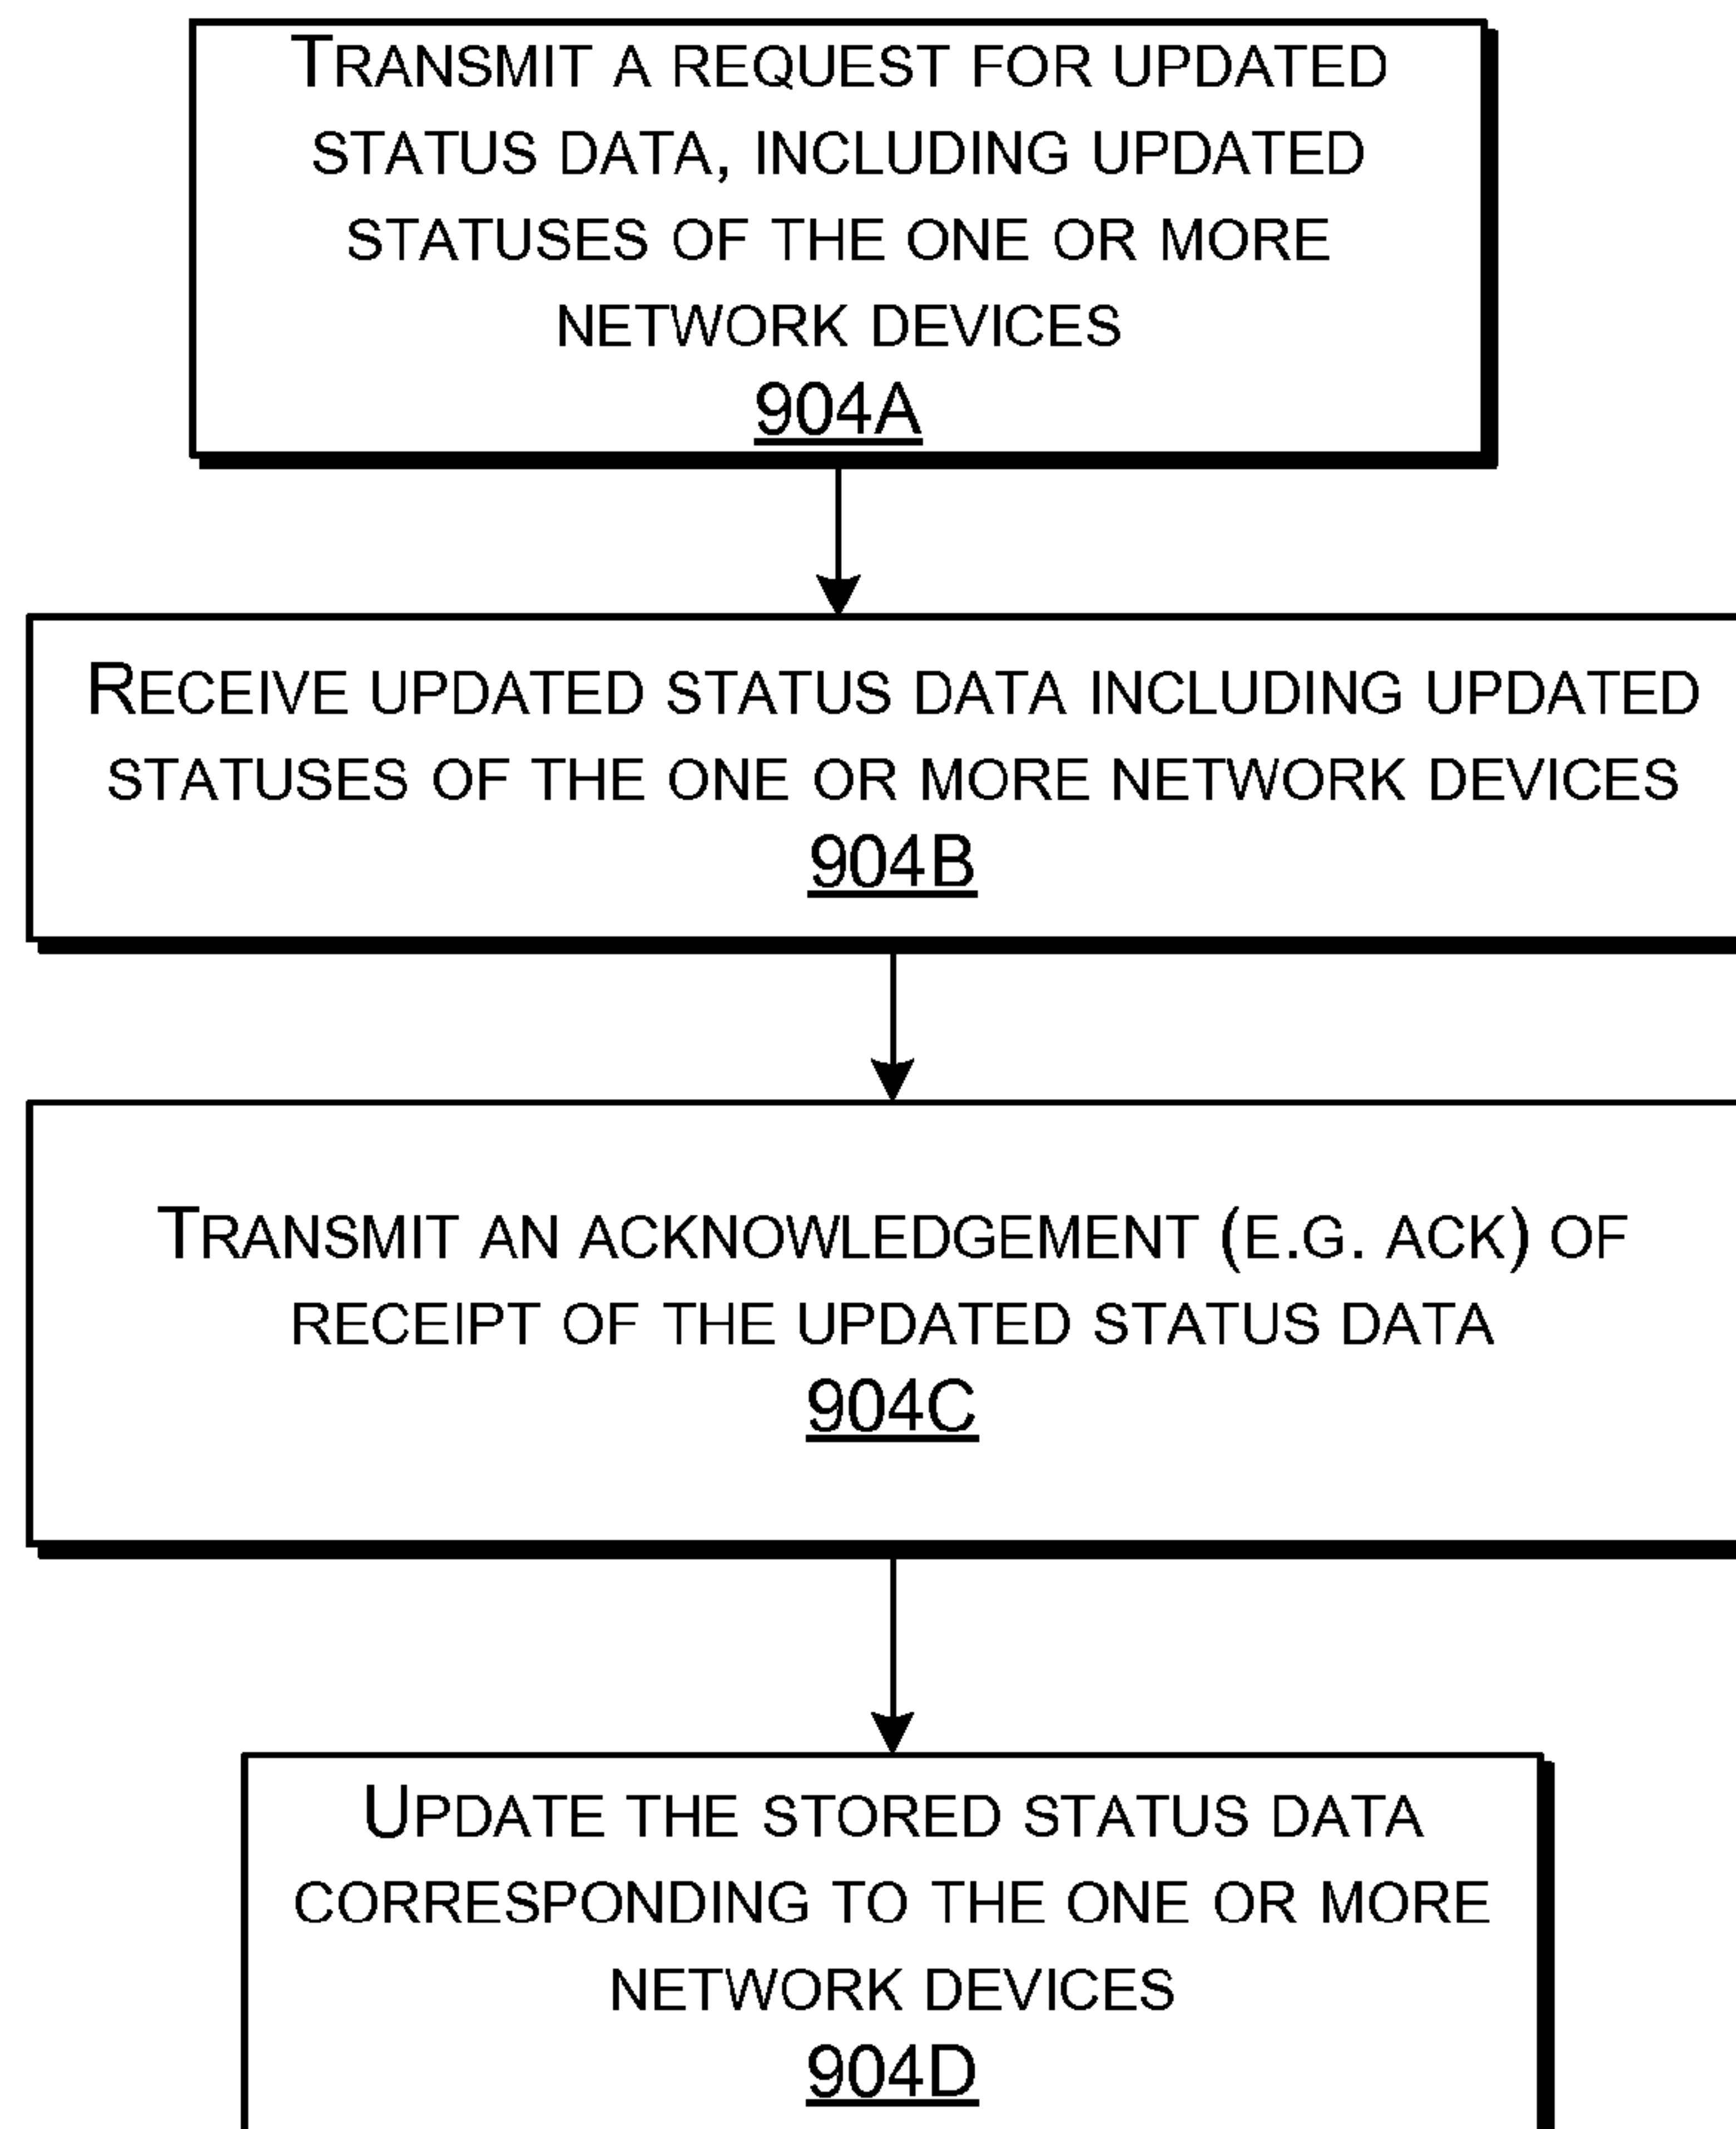 TRANSMIT A REQUEST FOR UPDATED
STATUS DATA, INCLUDING UPDATED
STATUSES OF THE ONE OR MORE
NETWORK DEVICES
904A
RECEIVE UPDATED STATUS DATA INCLUDING UPDATED
STATUSES OF THE ONE OR MORE NETWORK DEVICES
904B
TRANSMIT AN ACKNOWLEDGEMENT (E.G. ACK) OF
RECEIPT OF THE UPDATED STATUS DATA
904C
UPDATE THE STORED STATUS DATA
CORRESPONDING TO THE ONE OR MORE
NETWORK DEVICES
904D